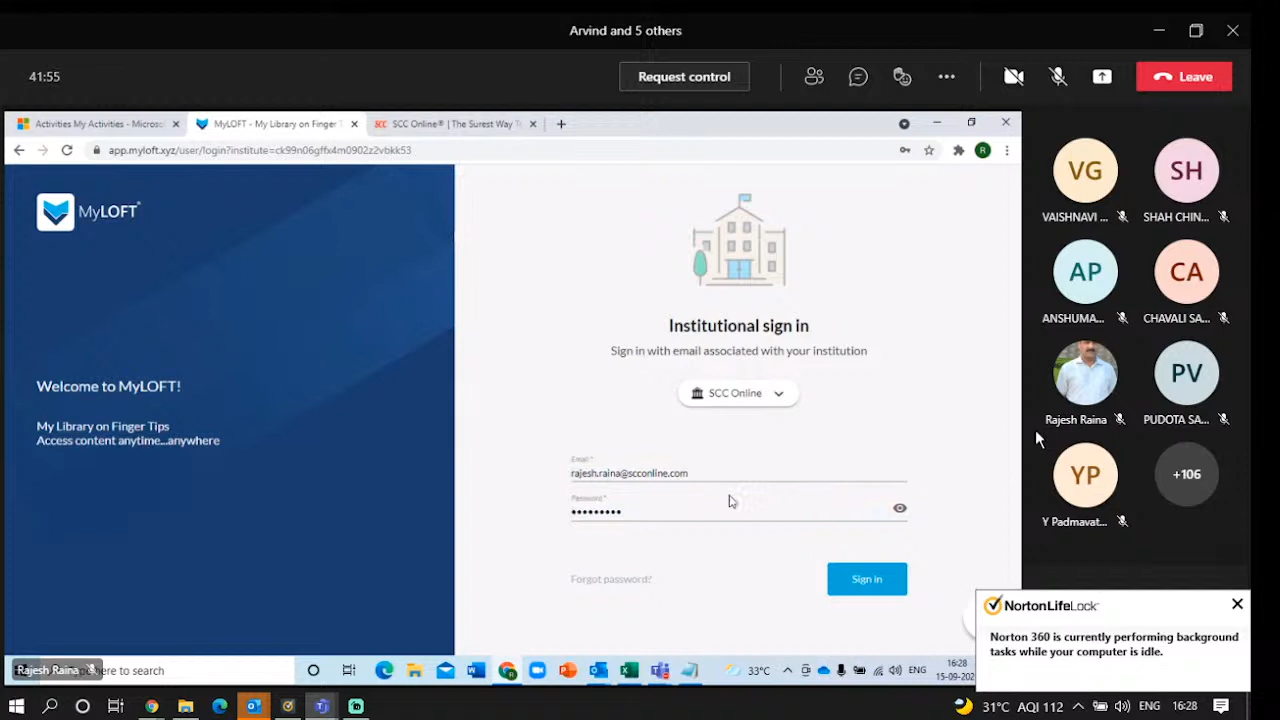 Arvind and 5 others
41:55
Request control
Leave
Activities My Activities - Micros
MyLOFT - My Library on Finger T
SCC Online® | The Surest Way T
app.myloft.xyz/user/login?institute=ck99n06gffx4m0902z2vbkk53
R
MyLOFT
Welcome to MyLOFT!
My Library on Finger Tips
Access content anytime...anywhere
Institutional sign in
Sign in with email associated with your institution
SCC Online
Email *
rajesh.raina@scconline.com
Password *
Forgot password?
Sign in
VG
VAISHNAVI ...
SH
SHAH CHIN...
AP
ANSHUMA...
CA
CHAVALI SA...
Rajesh Raina
PV
PUDOTA SA...
YP
Y Padmavat...
+106
NortonLifeLock
Norton 360 is currently performing background
tasks while your computer is idle.
Rajesh Raina
here to search
33°C
ENG
16:28
15-09-202
31°C AQI 112
ENG
16:28